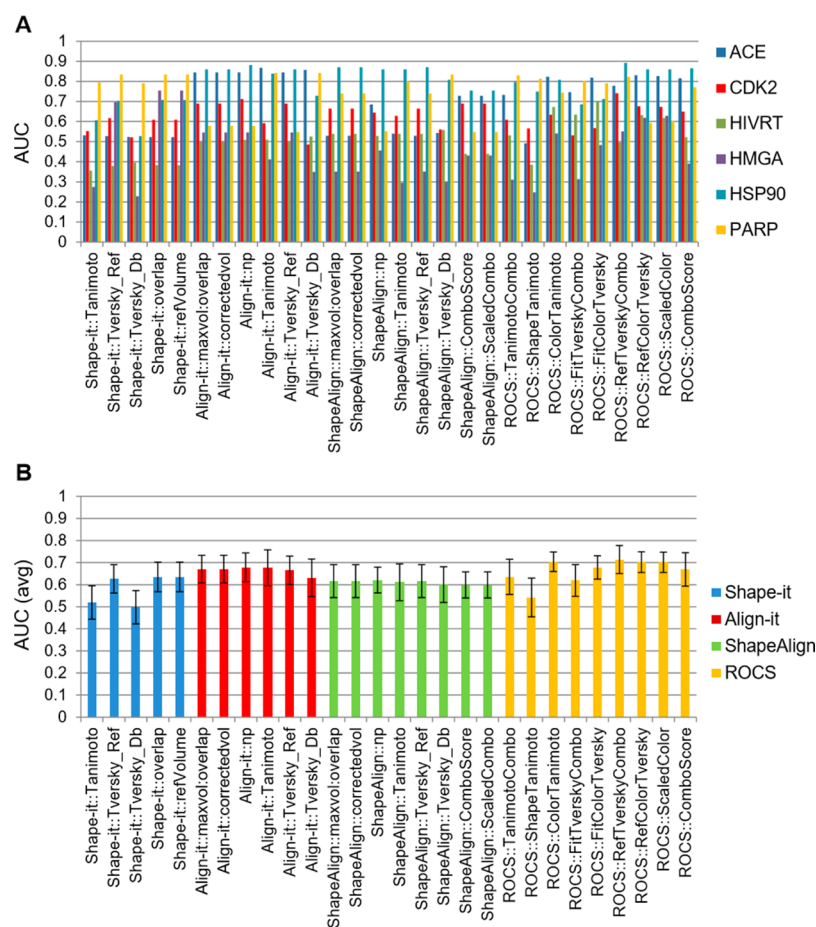 A
1
0.9
0.8
0.7
0.6
0.5
0.4
0.3
0.2
0.1
0
AUC
ACE
CDK2
HIVRT
HMGA
HSP90
PARP
Shape-it::Tanimoto
Shape-it::Tversky_Ref
Shape-it::Tversky_Db
Shape-it::overlap
Shape-it::refVolume
Align-it::maxvol:overlap
Align-it::correctedvol
Align-it::np
Align-it::Tanimoto
Align-it::Tversky_Ref
Align-it::Tversky_Db
ShapeAlign::maxvol:overlap
ShapeAlign::correctedvol
ShapeAlign::np
ShapeAlign::Tanimoto
ShapeAlign::Tversky_Ref
ShapeAlign::Tversky_Db
ShapeAlign::ComboScore
ShapeAlign::ScaledCombo
ROCS::TanimotoCombo
ROCS::ShapeTanimoto
ROCS::ColorTanimoto
ROCS::FitTverskyCombo
ROCS::FitColorTversky
ROCS::RefTverskyCombo
ROCS::RefColorTversky
ROCS::ScaledColor
ROCS::ComboScore
B
1
0.9
0.8
0.7
0.6
0.5
0.4
0.3
0.2
0.1
0
AUC (avg)
Shape-it
Align-it
ShapeAlign
ROCS
Shape-it::Tanimoto
Shape-it::Tversky_Ref
Shape-it::Tversky_Db
Shape-it::overlap
Shape-it::refVolume
Align-it::maxvol:overlap
Align-it::correctedvol
Align-it::np
Align-it::Tanimoto
Align-it::Tversky_Ref
Align-it::Tversky_Db
ShapeAlign::maxvol:overlap
ShapeAlign::correctedvol
ShapeAlign::np
ShapeAlign::Tanimoto
ShapeAlign::Tversky_Ref
ShapeAlign::Tversky_Db
ShapeAlign::ComboScore
ShapeAlign::ScaledCombo
ROCS::TanimotoCombo
ROCS::ShapeTanimoto
ROCS::ColorTanimoto
ROCS::FitTverskyCombo
ROCS::FitColorTversky
ROCS::RefTverskyCombo
ROCS::RefColorTversky
ROCS::ScaledColor
ROCS::ComboScore